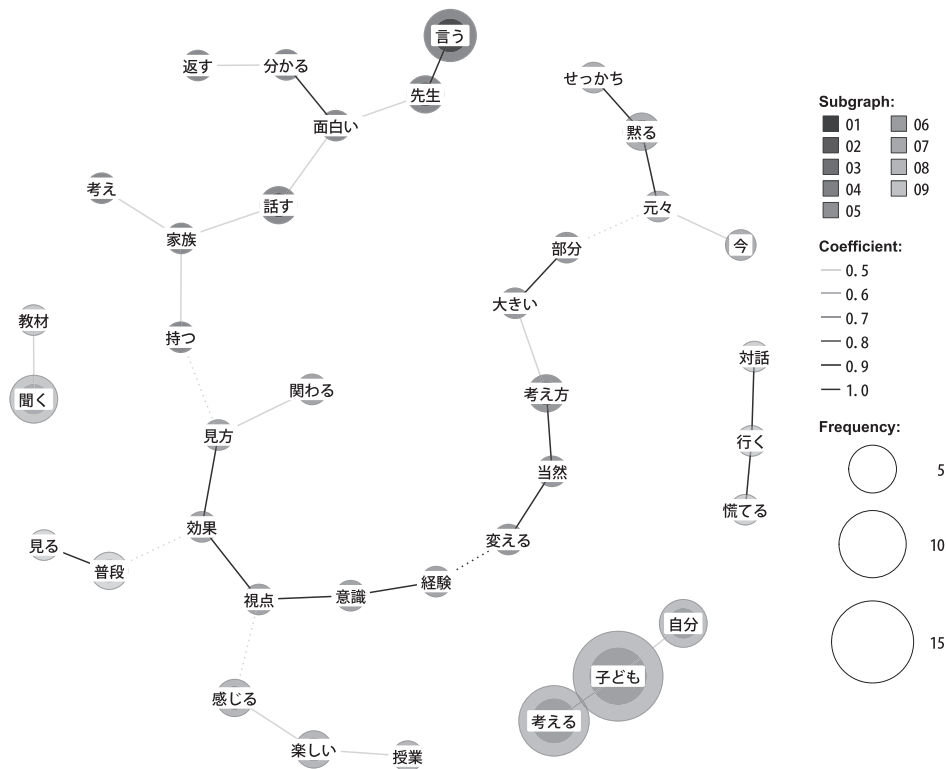 言う
返す
分かる
先生
面白い
せっかち
黙る
考え
話す
家族
元々
今
部分
大きい
教材
持つ
聞く
関わる
考え方
見方
対話
行く
当然
慌てる
効果
変える
見る
普段
視点
意識
経験
自分
子ども
考える
感じる
楽しい
授業
Subgraph:
01 06
02 07
03 08
04 09
05
Coefficient:
0.5
0.6
0.7
0.8
0.9
1.0
Frequency:
5
10
15